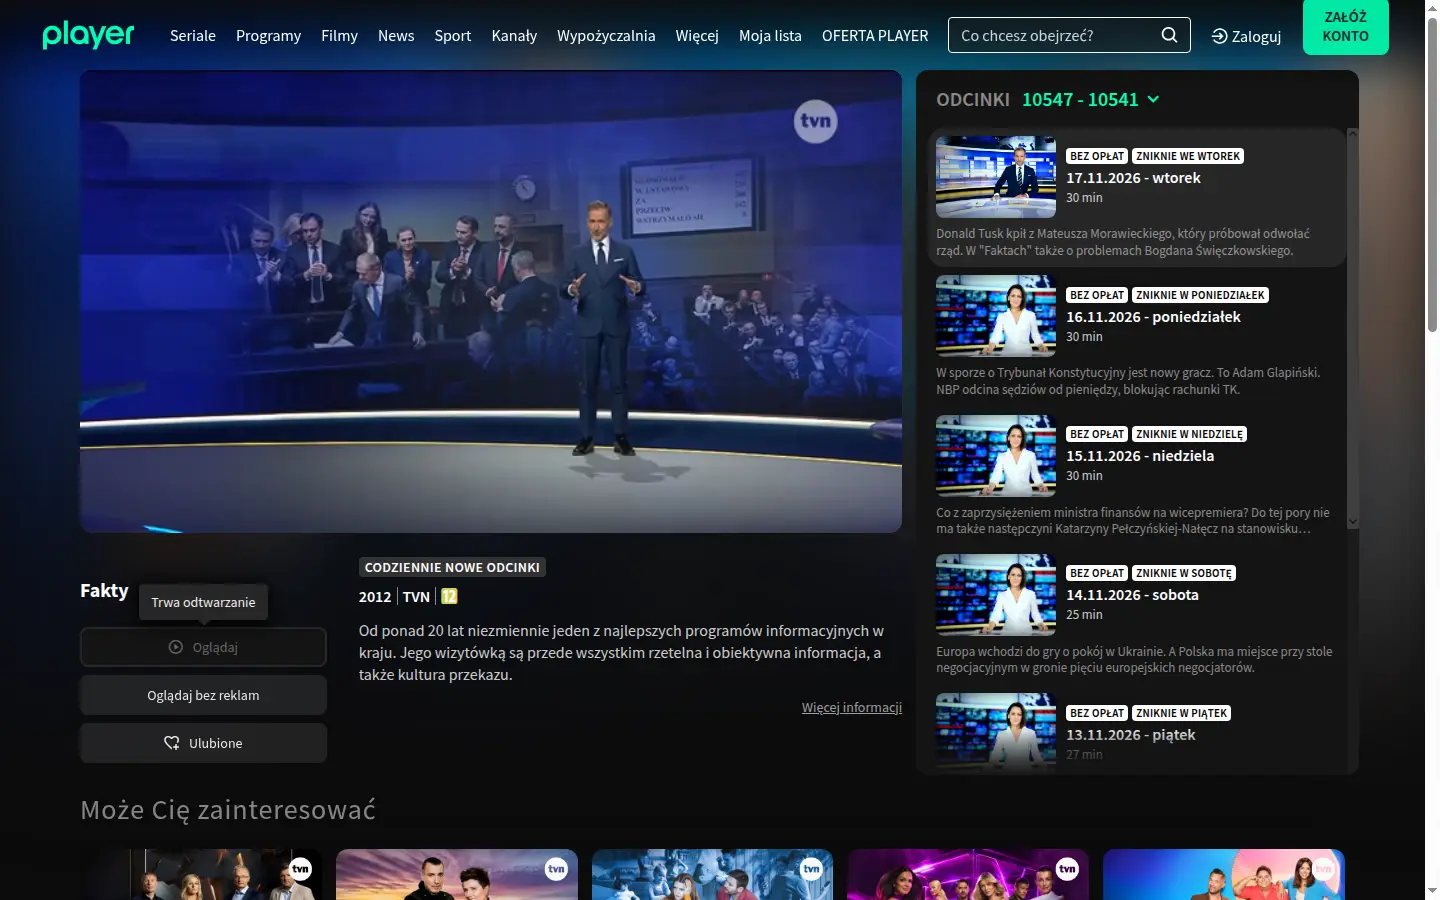 player
Seriale
Programy
Filmy
News
Sport
Kanały
Wypożyczalnia
Więcej
Moja lista
OFERTA PLAYER
Co chcesz obejrzeć?
Zaloguj
ZAŁÓŻ
KONTO
tvn
ZA
PRZECIW
WSTRZYMAŁO SIĘ
ODCINKI 10547 - 10541
BEZ OPŁAT ZNIKNIE WE WTOREK
17.11.2026 - wtorek
30 min
Donald Tusk kpił z Mateusza Morawieckiego, który próbował odwołać
rząd. W "Faktach" także o problemach Bogdana Święczkowskiego.
BEZ OPŁAT ZNIKNIE W PONIEDZIAŁEK
16.11.2026 - poniedziałek
30 min
W sporze o Trybunał Konstytucyjny jest nowy gracz. To Adam Glapiński.
NBP odcina sędziów od pieniędzy, blokując rachunki TK.
BEZ OPŁAT ZNIKNIE W NIEDZIELĘ
15.11.2026 - niedziela
30 min
Co z zaprzysiężeniem ministra finansów na wicepremiera? Do tej pory nie
ma także następczyni Katarzyny Pełczyńskiej-Nałęcz na stanowisku…
BEZ OPŁAT ZNIKNIE W SOBOTĘ
14.11.2026 - sobota
25 min
Europa wchodzi do gry o pokój w Ukrainie. A Polska ma miejsce przy stole
negocjacyjnym w gronie pięciu europejskich negocjatorów.
BEZ OPŁAT ZNIKNIE W PIĄTEK
13.11.2026 - piątek
27 min
Fakty
Trwa odtwarzanie
Oglądaj
Oglądaj bez reklam
Ulubione
CODZIENNIE NOWE ODCINKI
2012 TVN 12
Od ponad 20 lat niezmiennie jeden z najlepszych programów informacyjnych w
kraju. Jego wizytówką są przede wszystkim rzetelna i obiektywna informacja, a
także kultura przekazu.
Więcej informacji
Może Cię zainteresować
tvn
tvn
tvn
tvn
tvn